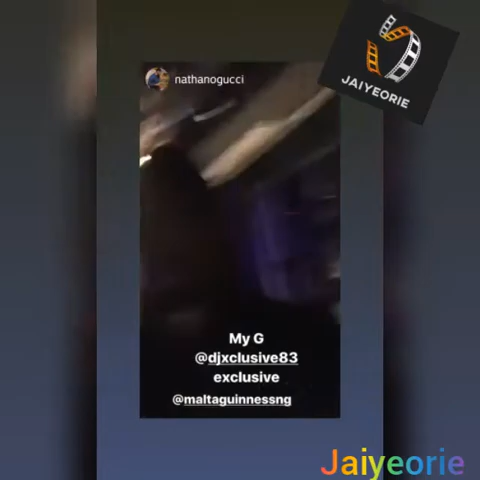 JAIYEORIE
nathanogucci
My G
@djxclusive83
exclusive
@maltaguinnessng
Jaiyeorie